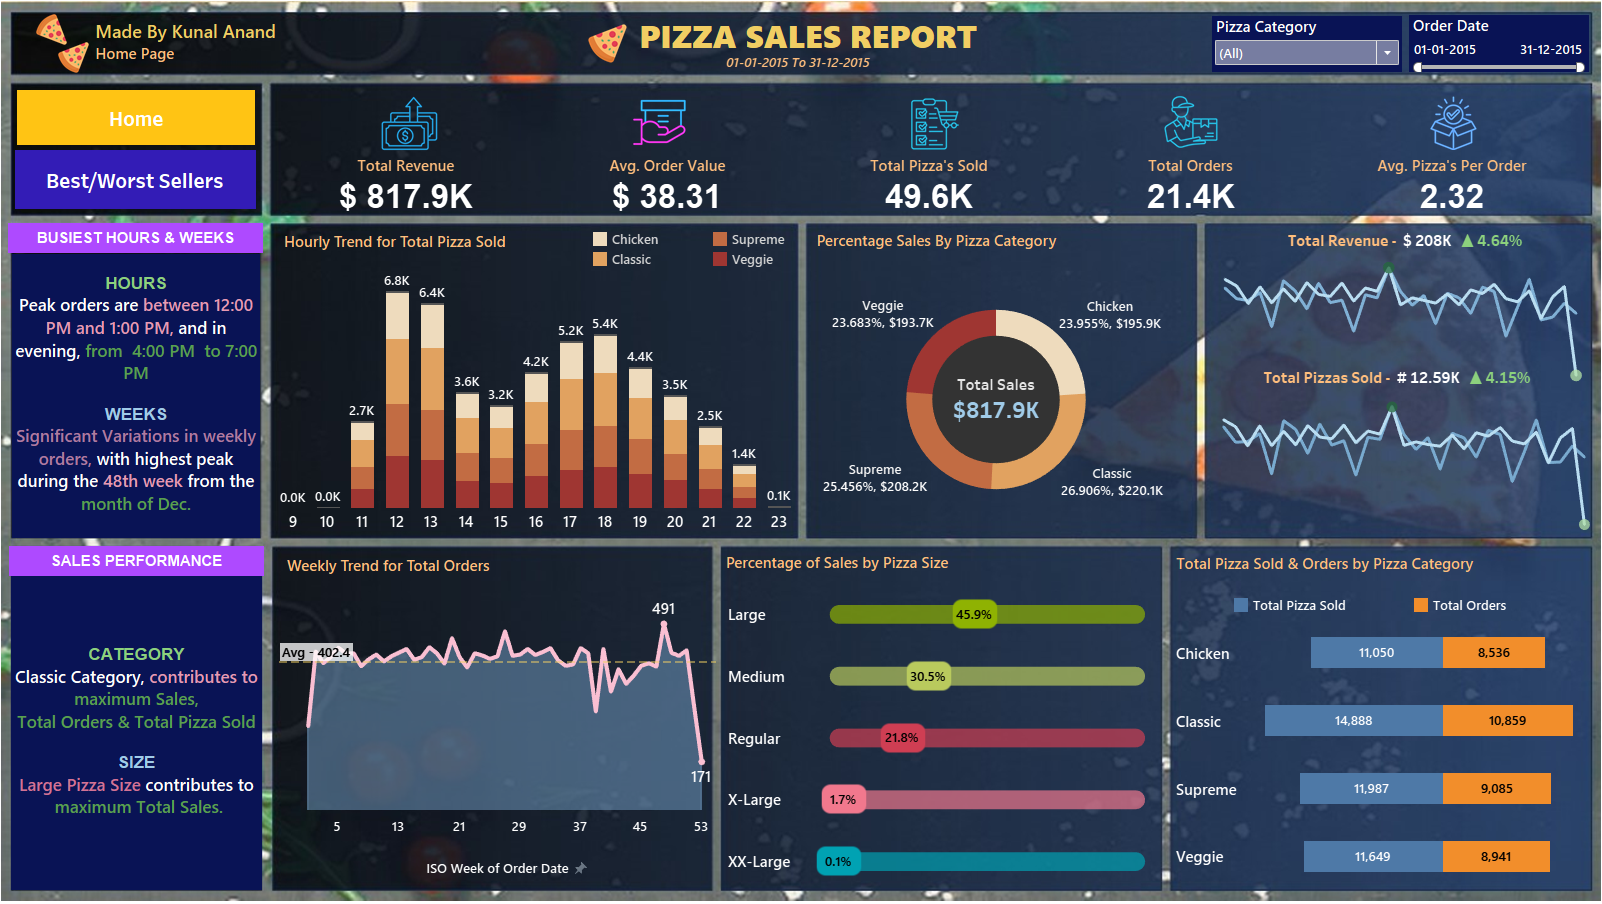 Made By Kunal Anand
Home Page
PIZZA SALES REPORT
01-01-2015 To 31-12-2015
Pizza Category
(All)
Order Date
01-01-2015 31-12-2015
Home
Best/Worst Sellers
Total Revenue
$ 817.9K
Avg. Order Value
$ 38.31
Total Pizza's Sold
49.6K
Total Orders
21.4K
Avg. Pizza's Per Order
2.32
BUSIEST HOURS & WEEKS
HOURS
Peak orders are between 12:00
PM and 1:00 PM, and in
evening, from 4:00 PM to 7:00
PM
WEEKS
Significant Variations in weekly
orders, with highest peak
during the 48th week from the
month of Dec.
Hourly Trend for Total Pizza Sold
Chicken Supreme
Classic Veggie
0.0K 0.0K 2.7K 6.8K 6.4K 3.6K 3.2K 4.2K 5.2K 5.4K 4.4K 3.5K 2.5K 1.4K 0.1K
9 10 11 12 13 14 15 16 17 18 19 20 21 22 23
Percentage Sales By Pizza Category
Veggie
23.683%, $193.7K
Chicken
23.955%, $195.9K
Total Sales
$817.9K
Supreme
25.456%, $208.2K
Classic
26.906%, $220.1K
Total Revenue - $ 208K ▲ 4.64%
Total Pizzas Sold - # 12.59K ▲ 4.15%
SALES PERFORMANCE
CATEGORY
Classic Category, contributes to
maximum Sales,
Total Orders & Total Pizza Sold
SIZE
Large Pizza Size contributes to
maximum Total Sales.
Weekly Trend for Total Orders
491
Avg - 402.4
171
5 13 21 29 37 45 53
ISO Week of Order Date
Percentage of Sales by Pizza Size
Large 45.9%
Medium 30.5%
Regular 21.8%
X-Large 1.7%
XX-Large 0.1%
Total Pizza Sold & Orders by Pizza Category
Total Pizza Sold Total Orders
Chicken 11,050 8,536
Classic 14,888 10,859
Supreme 11,987 9,085
Veggie 11,649 8,941